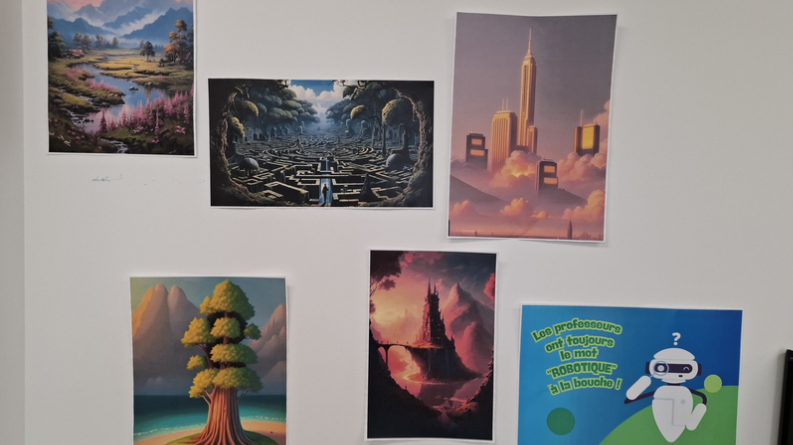 Les professeurs
ont toujours
le mot
"ROBOTIQUE"
à la bouche !
?